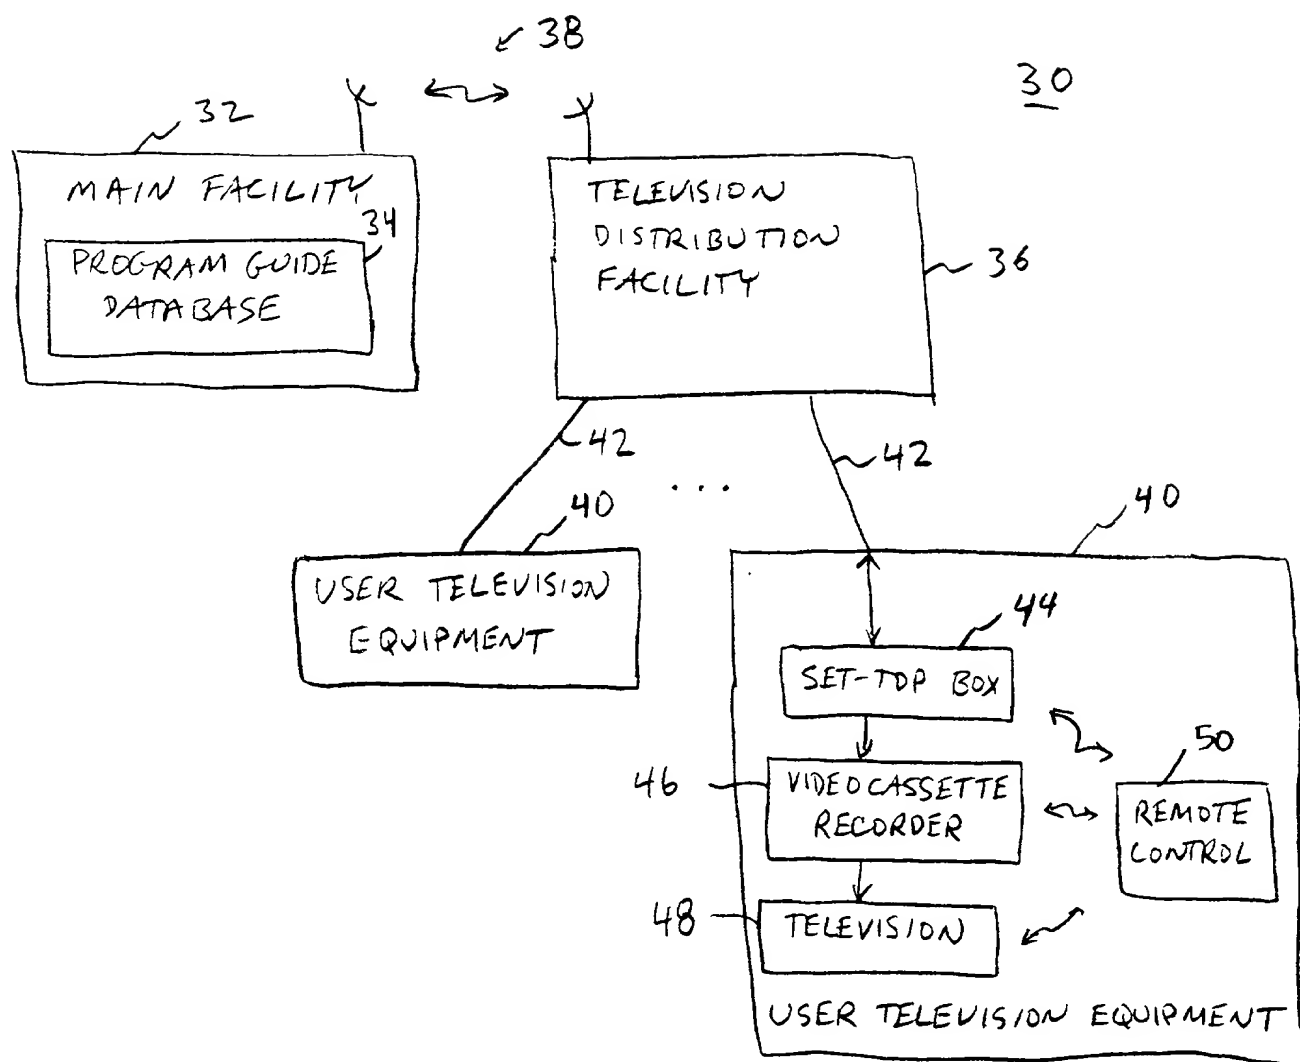 38
30
32
MAIN FACILITY
34
PROGRAM GUIDE
DATABASE
TELEVISION
DISTRIBUTION
FACILITY
36
42
42
...
40
40
USER TELEVISION
EQUIPMENT
44
SET-TOP BOX
46
VIDEOCASSETTE
RECORDER
50
REMOTE
CONTROL
48
TELEVISION
USER TELEVISION EQUIPMENT